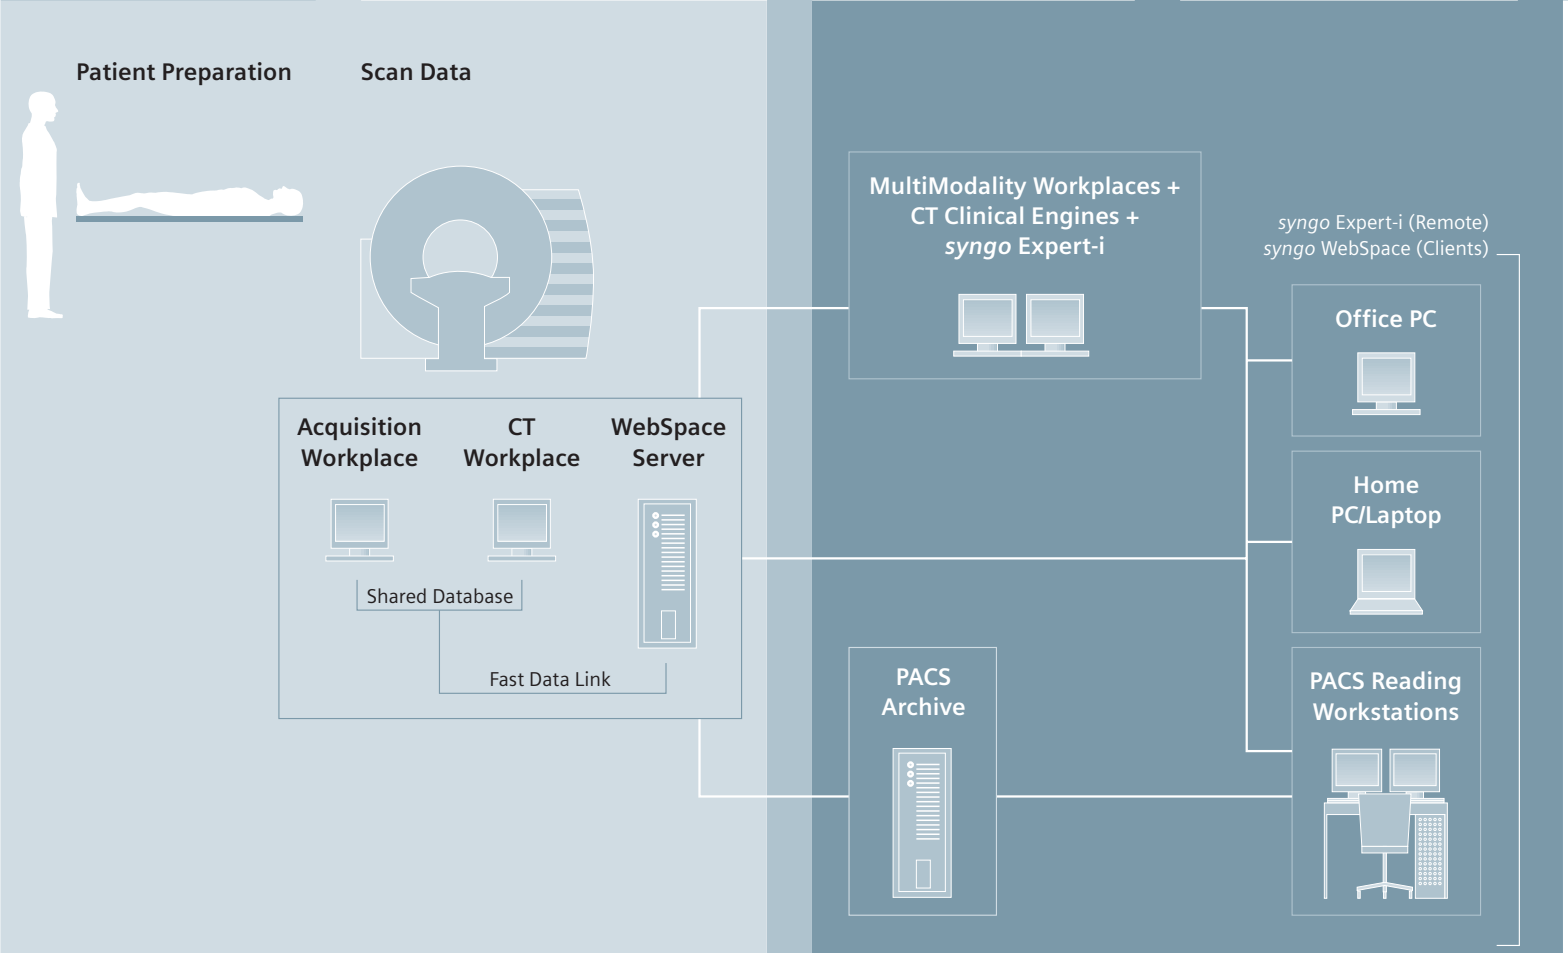 Patient Preparation
Scan Data
MultiModality Workplaces +
CT Clinical Engines +
syngo Expert-i
syngo Expert-i (Remote)
syngo WebSpace (Clients)
Office PC
Acquisition
Workplace
CT
Workplace
WebSpace
Server
Shared Database
Fast Data Link
Home
PC/Laptop
PACS
Archive
PACS Reading
Workstations